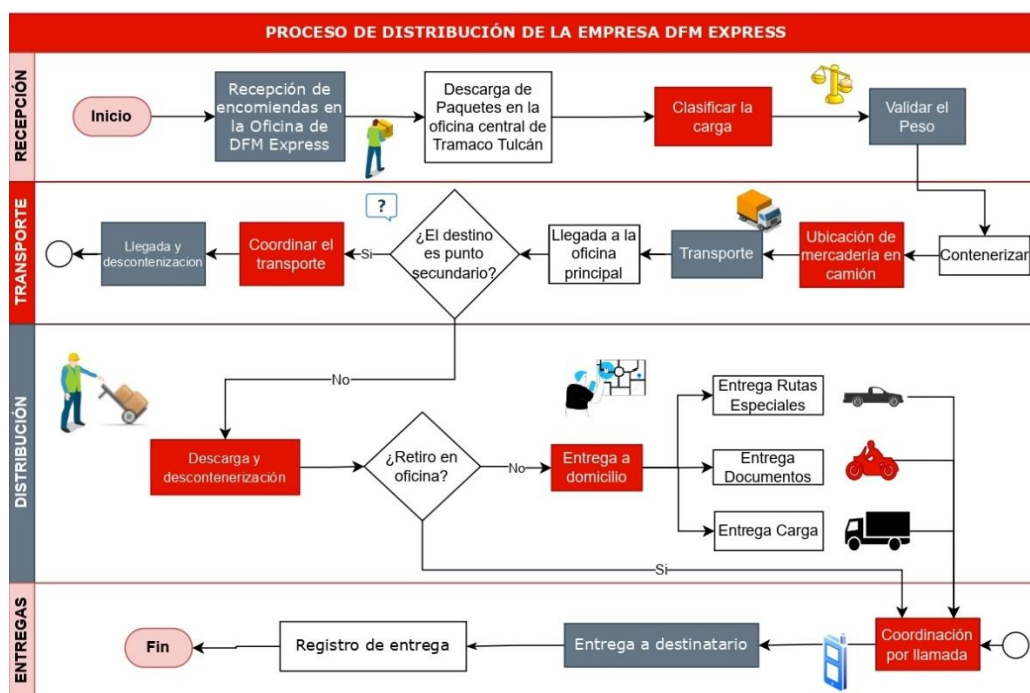 PROCESO DE DISTRIBUCIÓN DE LA EMPRESA DFM EXPRESS
RECEPCIÓN
Inicio
Recepción de
encomiendas en
la Oficina de
DFM Express
Descarga de
Paquetes en la
oficina central de
Tramaco Tulcán
Clasificar la
carga
Validar el
Peso
TRANSPORTE
Llegada y
descontenizacion
Coordinar el
transporte
Si
?
¿El destino
es punto
secundario?
Llegada a la
oficina
principal
Transporte
Ubicación de
mercadería en
camión
Contenerizar
DISTRIBUCIÓN
No
Descarga y
descontenerización
¿Retiro en
oficina?
No
Entrega a
domicilio
Entrega Rutas
Especiales
Entrega
Documentos
Entrega Carga
Si
ENTREGAS
Fin
Registro de entrega
Entrega a destinatario
Coordinación
por llamada